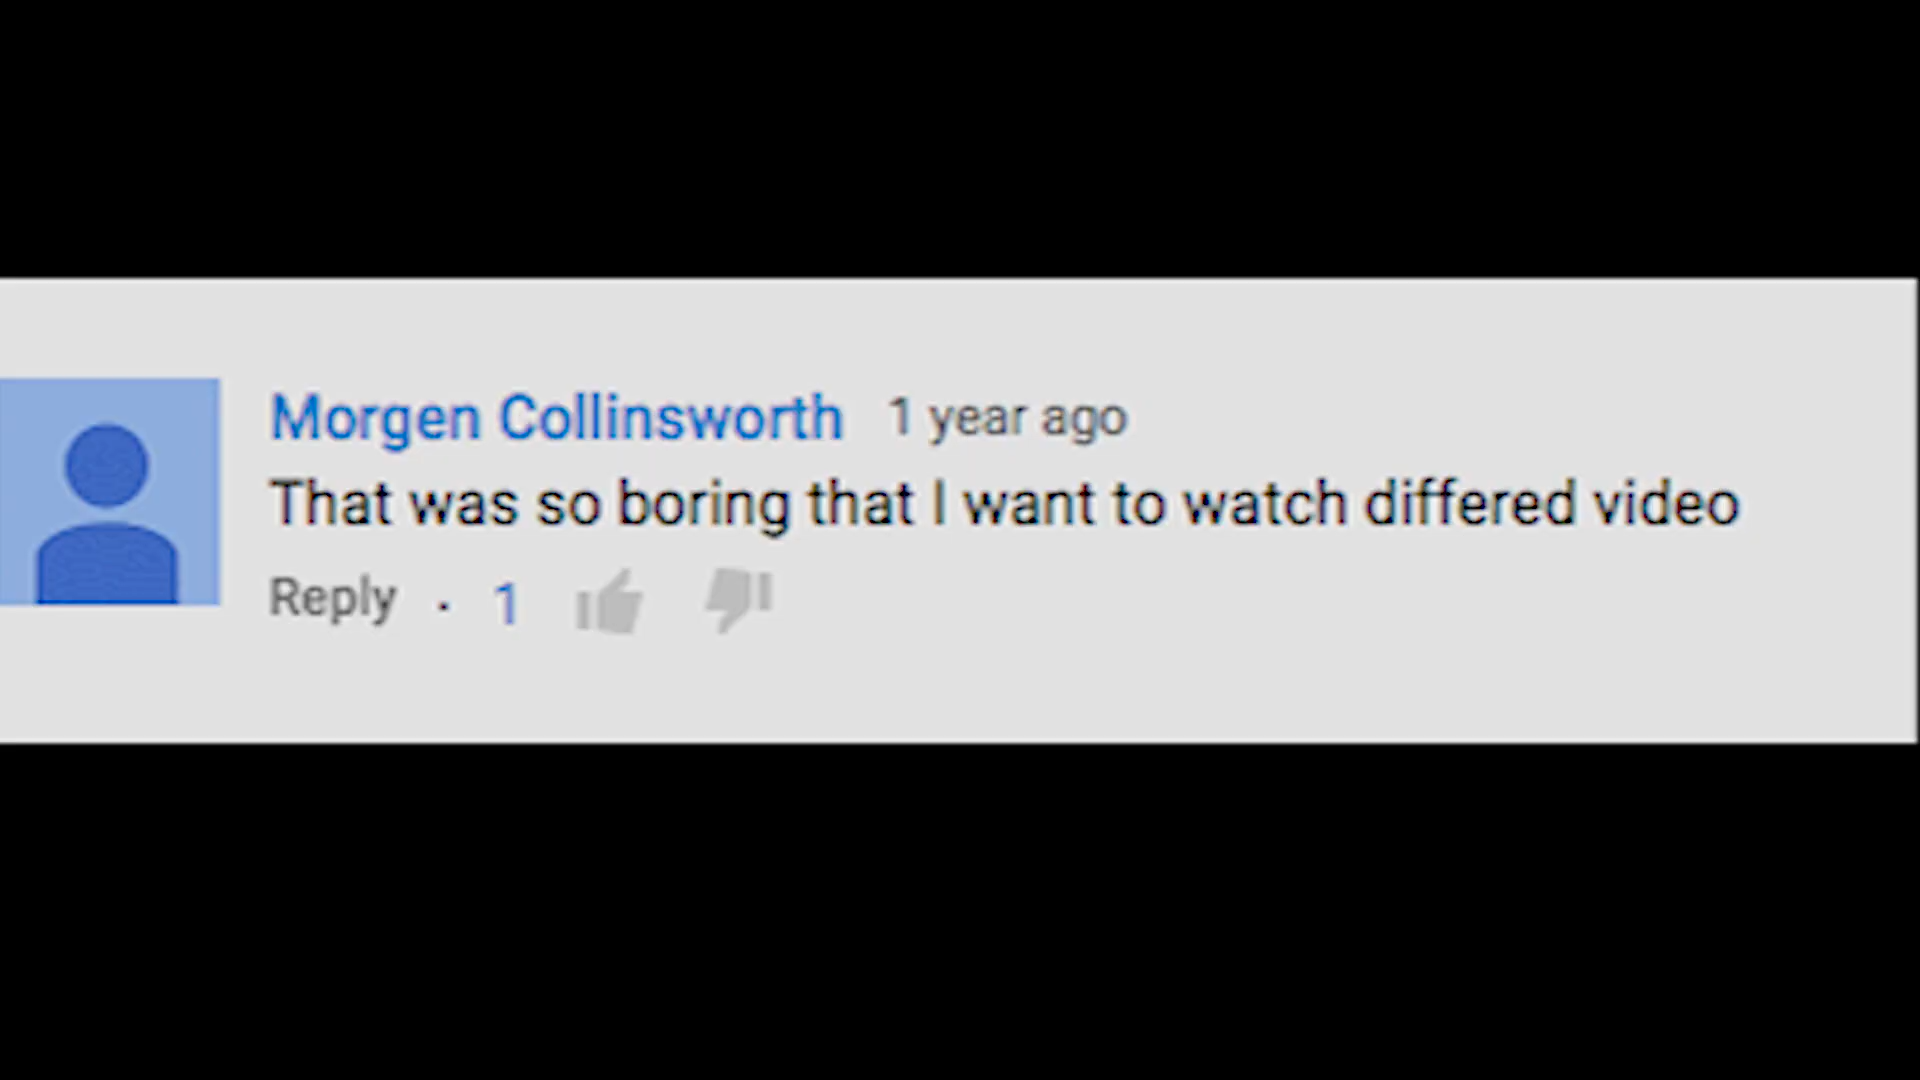 Morgen Collinsworth 1 year ago
That was so boring that I want to watch differed video
Reply · 1